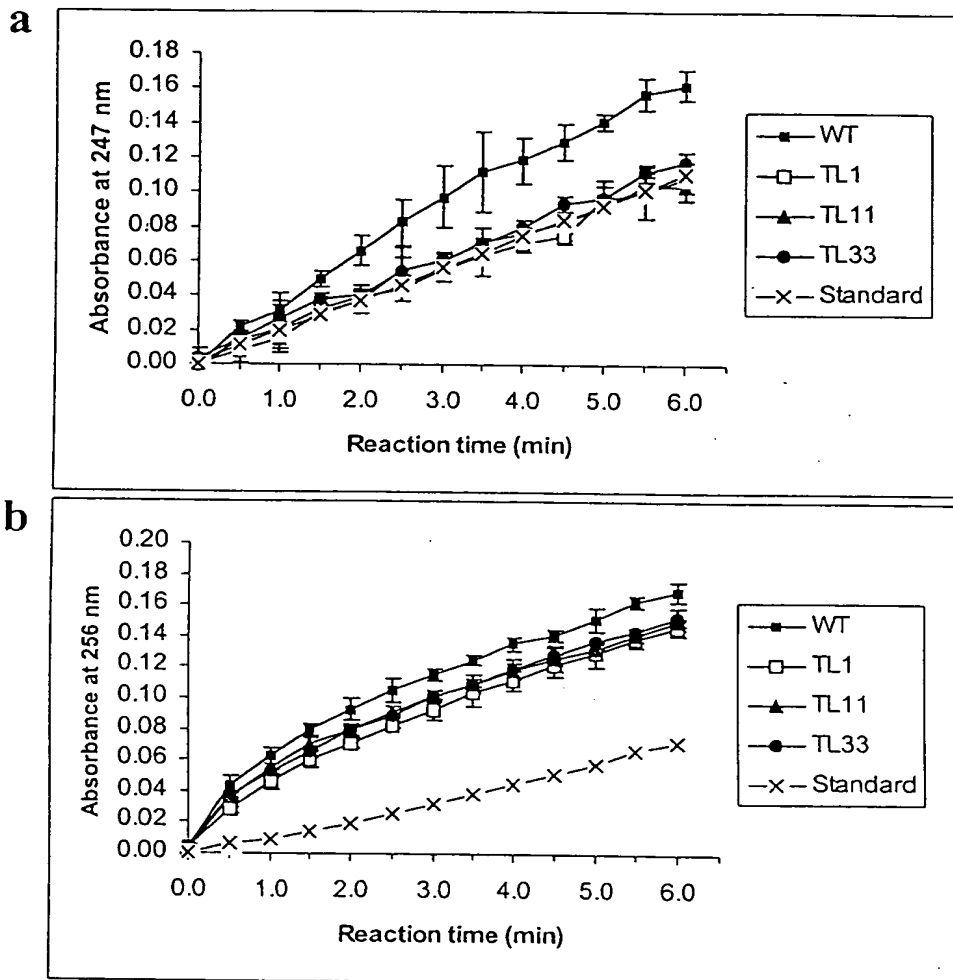 a
Absorbance at 247 nm
0.18
0.16
0.14
0.12
0.10
0.08
0.06
0.04
0.02
0.00
0.0 1.0 2.0 3.0 4.0 5.0 6.0
Reaction time (min)
WT
TL1
TL11
TL33
Standard
b
Absorbance at 256 nm
0.20
0.18
0.16
0.14
0.12
0.10
0.08
0.06
0.04
0.02
0.00
0.0 1.0 2.0 3.0 4.0 5.0 6.0
Reaction time (min)
WT
TL1
TL11
TL33
Standard